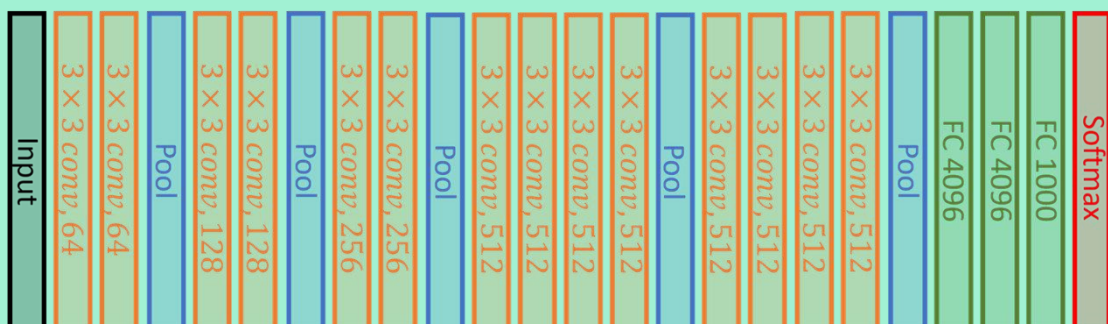 Input
3 × 3 conv, 64
3 × 3 conv, 64
Pool
3 × 3 conv, 128
3 × 3 conv, 128
Pool
3 × 3 conv, 256
3 × 3 conv, 256
Pool
3 × 3 conv, 512
3 × 3 conv, 512
3 × 3 conv, 512
3 × 3 conv, 512
Pool
3 × 3 conv, 512
3 × 3 conv, 512
3 × 3 conv, 512
3 × 3 conv, 512
Pool
FC 4096
FC 4096
FC 1000
Softmax